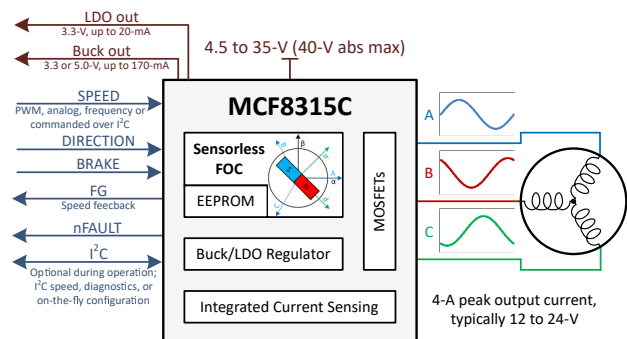 LDO out
3.3-V, up to 20-mA
Buck out
3.3 or 5.0-V, up to 170-mA
4.5 to 35-V (40-V abs max)
SPEED
PWM, analog, frequency or
commanded over I²C
DIRECTION
BRAKE
FG
Speed feecback
nFAULT
I²C
Optional during operation;
I²C speed, diagnostics, or
on-the-fly configuration
MCF8315C
Sensorless
FOC
EEPROM
β
B
d
S
N
A
α
C
q
MOSFETs
Buck/LDO Regulator
Integrated Current Sensing
A
B
C
4-A peak output current,
typically 12 to 24-V